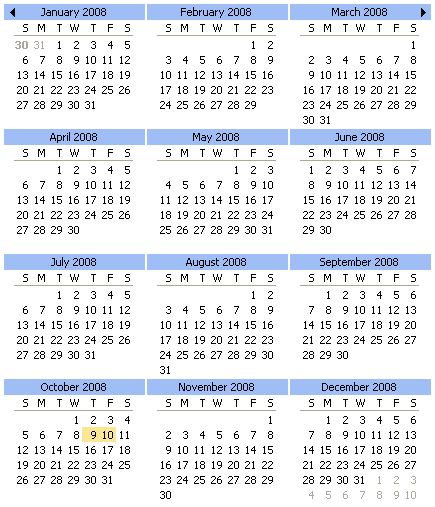 January 2008 February 2008 March 2008
S M T W T F S S M T W T F S S M T W T F S
30 31 1 2 3 4 5 1 2 1
6 7 8 9 10 11 12 3 4 5 6 7 8 9 2 3 4 5 6 7 8
13 14 15 16 17 18 19 10 11 12 13 14 15 16 9 10 11 12 13 14 15
20 21 22 23 24 25 26 17 18 19 20 21 22 23 16 17 18 19 20 21 22
27 28 29 30 31 24 25 26 27 28 29 23 24 25 26 27 28 29
30 31
April 2008 May 2008 June 2008
S M T W T F S S M T W T F S S M T W T F S
1 2 3 4 5 1 2 3 1 2 3 4 5 6 7
6 7 8 9 10 11 12 4 5 6 7 8 9 10 8 9 10 11 12 13 14
13 14 15 16 17 18 19 11 12 13 14 15 16 17 15 16 17 18 19 20 21
20 21 22 23 24 25 26 18 19 20 21 22 23 24 22 23 24 25 26 27 28
27 28 29 30 25 26 27 28 29 30 31 29 30
July 2008 August 2008 September 2008
S M T W T F S S M T W T F S S M T W T F S
1 2 3 4 5 1 2 1 2 3 4 5 6
6 7 8 9 10 11 12 3 4 5 6 7 8 9 7 8 9 10 11 12 13
13 14 15 16 17 18 19 10 11 12 13 14 15 16 14 15 16 17 18 19 20
20 21 22 23 24 25 26 17 18 19 20 21 22 23 21 22 23 24 25 26 27
27 28 29 30 31 24 25 26 27 28 29 30 28 29 30
31
October 2008 November 2008 December 2008
S M T W T F S S M T W T F S S M T W T F S
1 2 3 4 1 1 2 3 4 5 6
5 6 7 8 9 10 11 2 3 4 5 6 7 8 7 8 9 10 11 12 13
12 13 14 15 16 17 18 9 10 11 12 13 14 15 14 15 16 17 18 19 20
19 20 21 22 23 24 25 16 17 18 19 20 21 22 21 22 23 24 25 26 27
26 27 28 29 30 31 23 24 25 26 27 28 29 28 29 30 31 1 2 3
30 4 5 6 7 8 9 10